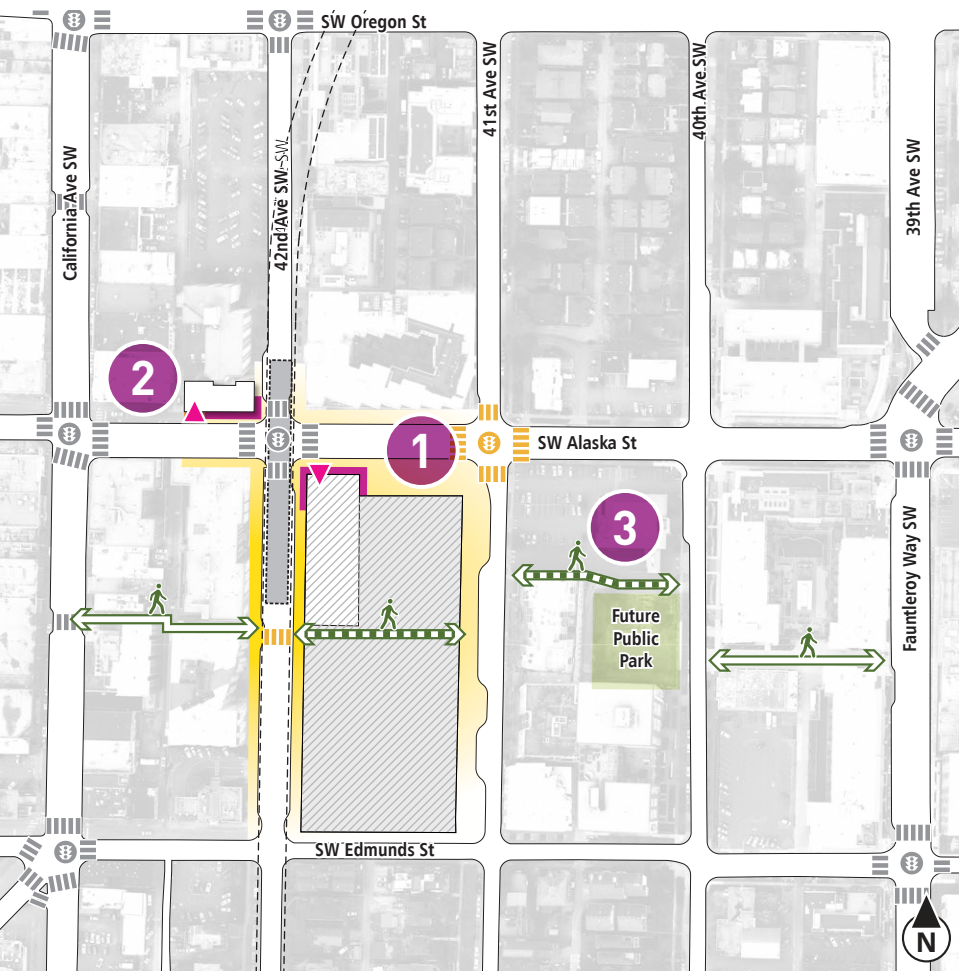 SW Oregon St
California Ave SW
42nd Ave SW
41st Ave SW
40th Ave SW
39th Ave SW
2
1
SW Alaska St
3
Fauntleroy Way SW
Future
Public
Park
SW Edmunds St
N